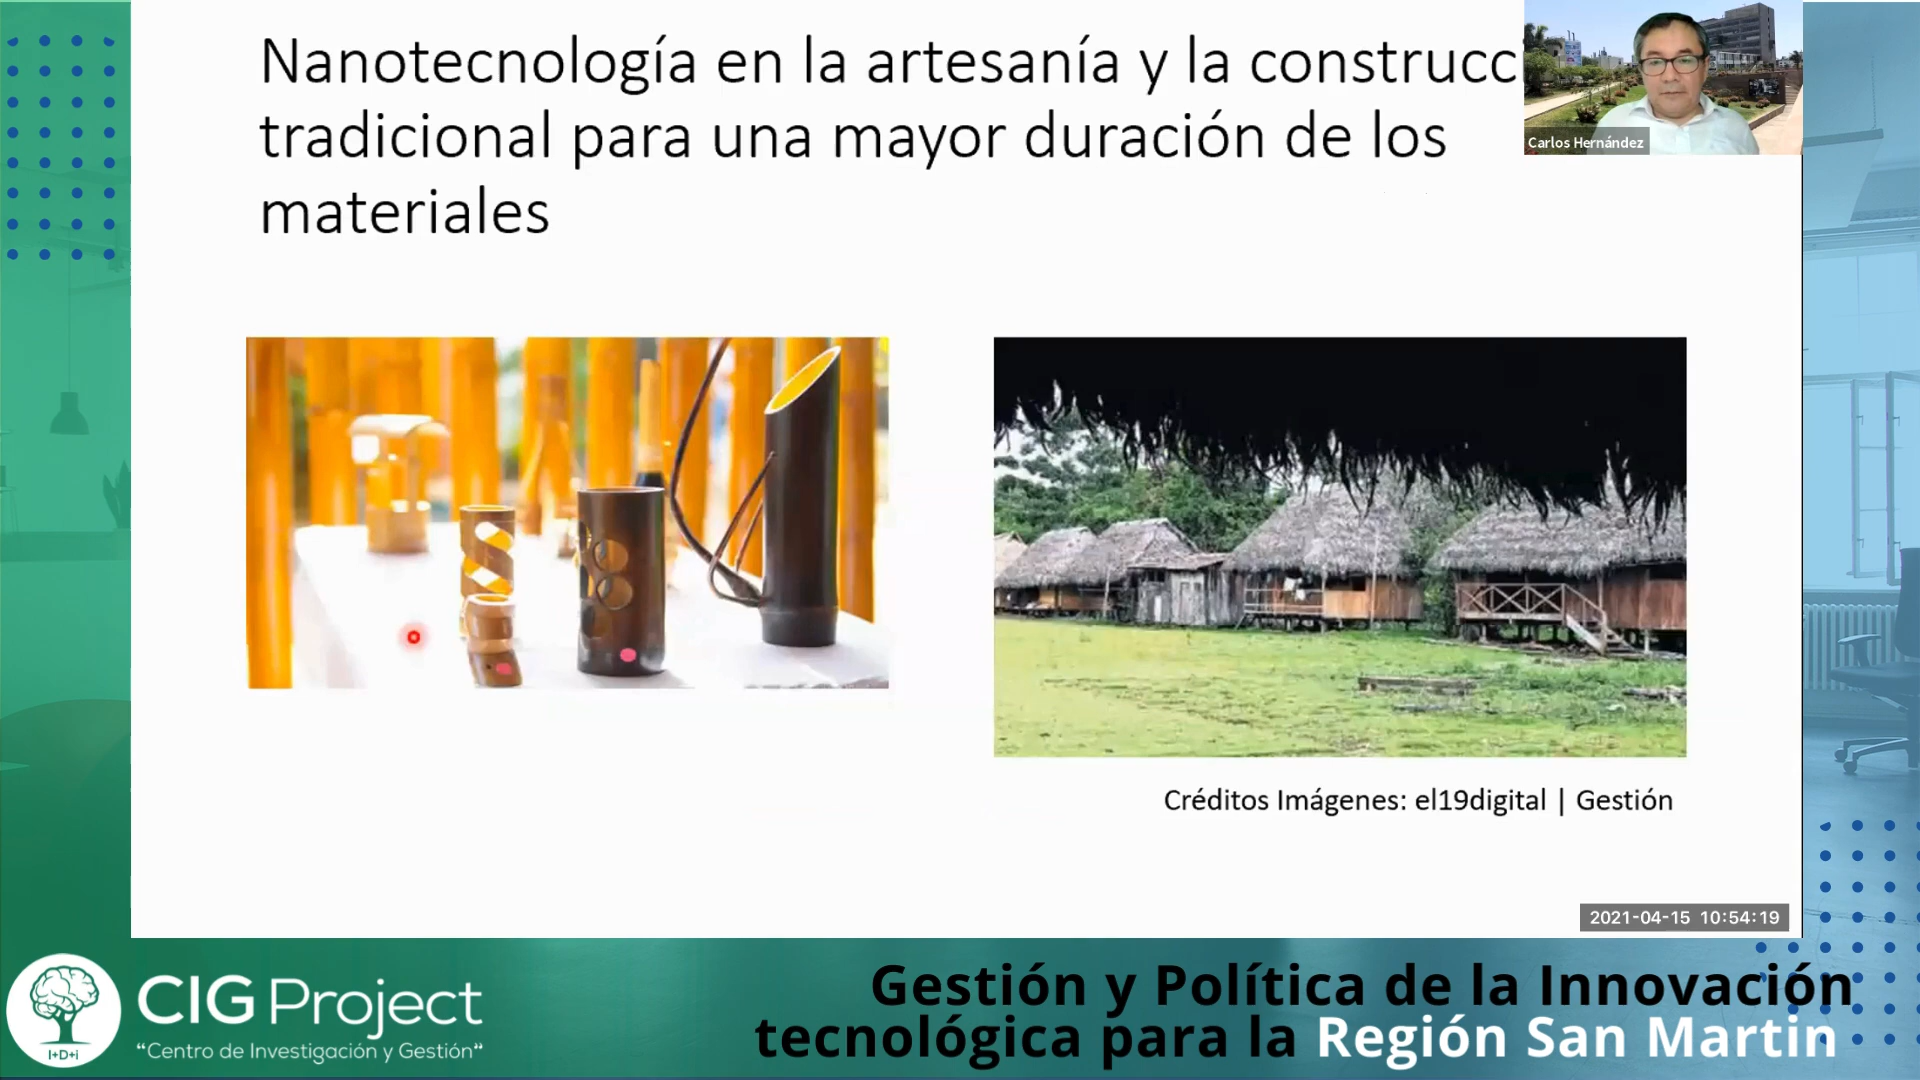 Nanotecnología en la artesanía y la construcci
tradicional para una mayor duración de los
materiales
Carlos Hernández
Créditos Imágenes: el19digital | Gestión
2021-04-15 10:54:19
I+D+i
CIG Project
“Centro de Investigación y Gestión”
Gestión y Política de la Innovación
tecnológica para la Región San Martin